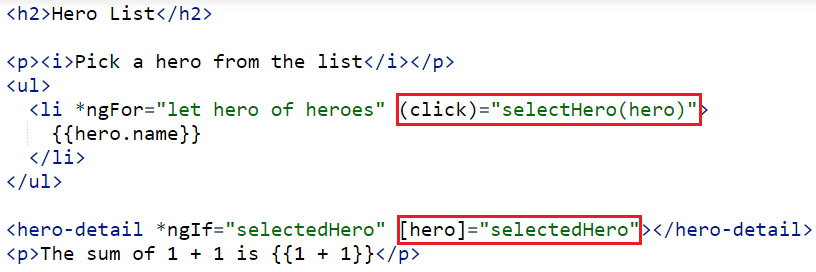 <h2>Hero List</h2>
<p><i>Pick a hero from the list</i></p>
<ul>
<li *ngFor="let hero of heroes" (click)="selectHero(hero)">
{{hero.name}}
</li>
</ul>
<hero-detail *ngIf="selectedHero" [hero]="selectedHero"></hero-detail>
<p>The sum of 1 + 1 is {{1 + 1}}</p>